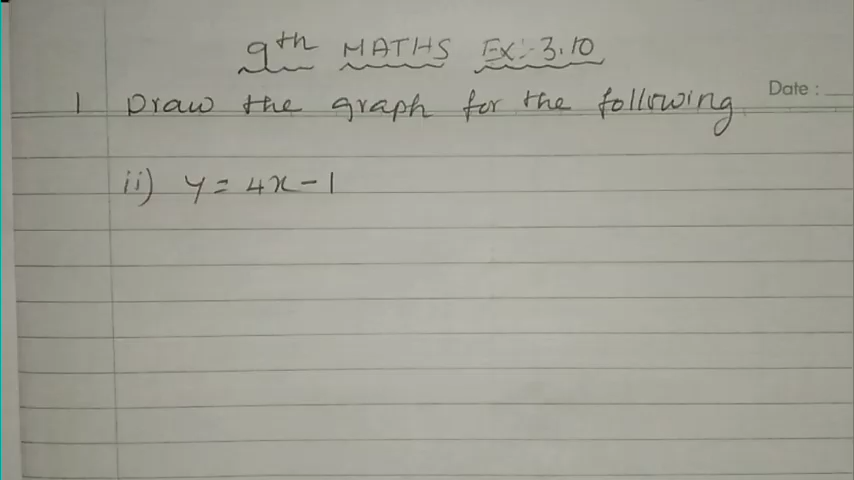 9th MATHS Ex:- 3.10
Date :
1 Draw the graph for the following
ii) y = 4x - 1